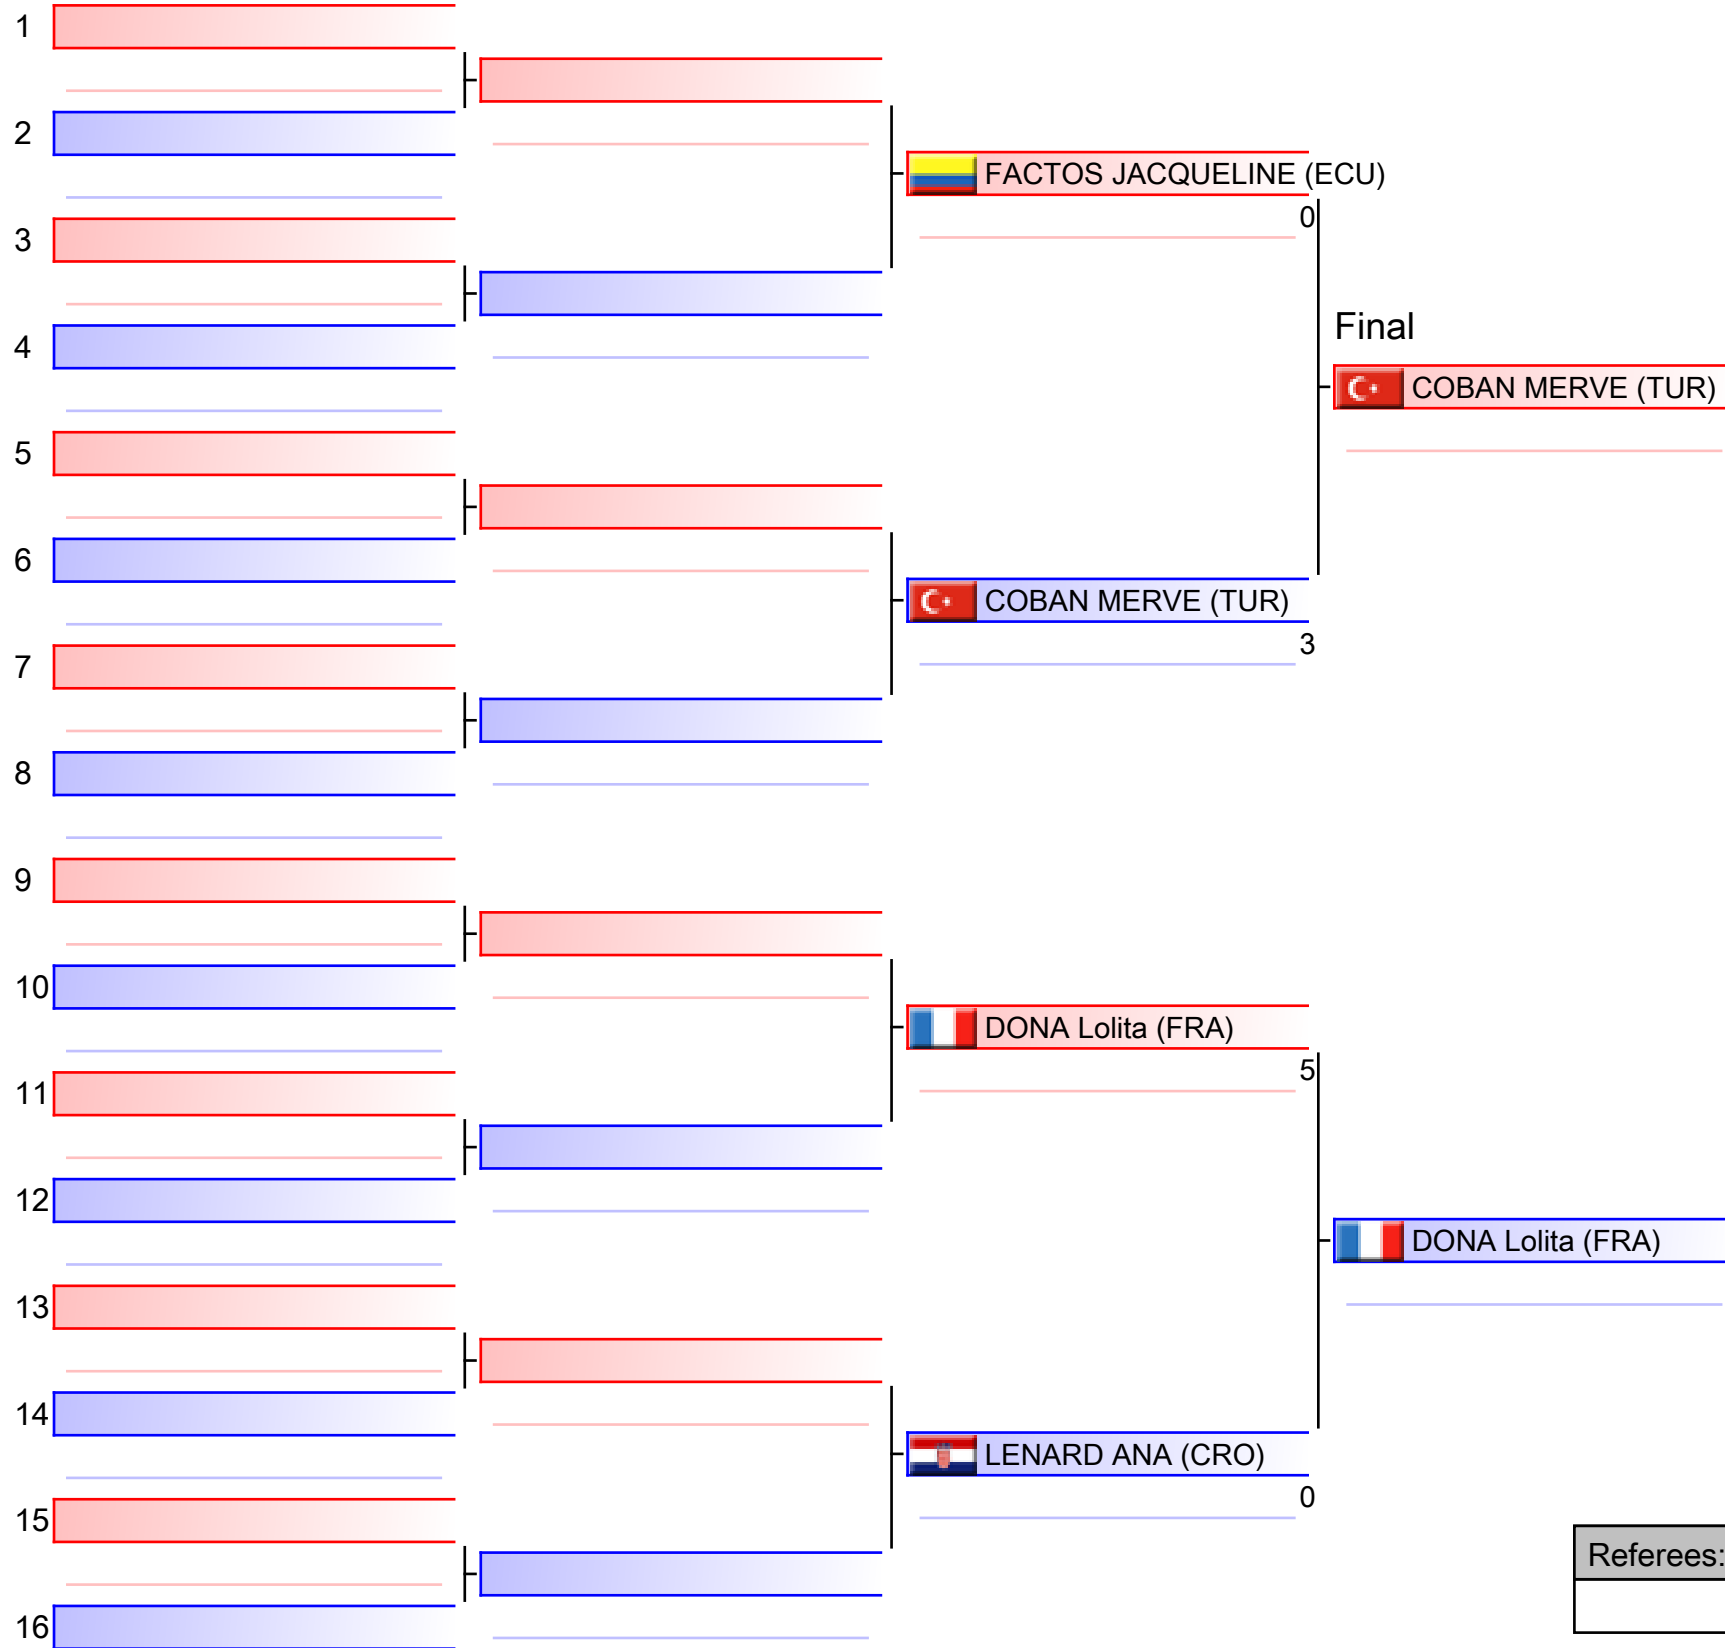 1
2
FACTOS JACQUELINE (ECU)
0
3
Final
4
COBAN MERVE (TUR)
5
6
COBAN MERVE (TUR)
3
7
8
9
10
DONA Lolita (FRA)
5
11
12
DONA Lolita (FRA)
13
14
LENARD ANA (CRO)
0
15
Referees:
16